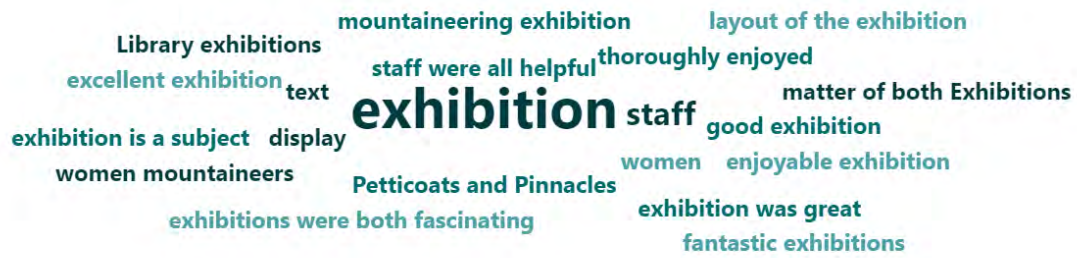 mountaineering exhibition
layout of the exhibition
Library exhibitions
thoroughly enjoyed
staff were all helpful
excellent exhibition
text
matter of both Exhibitions
exhibition
staff
good exhibition
exhibition is a subject
display
women
enjoyable exhibition
women mountaineers
Petticoats and Pinnacles
exhibition was great
exhibitions were both fascinating
fantastic exhibitions